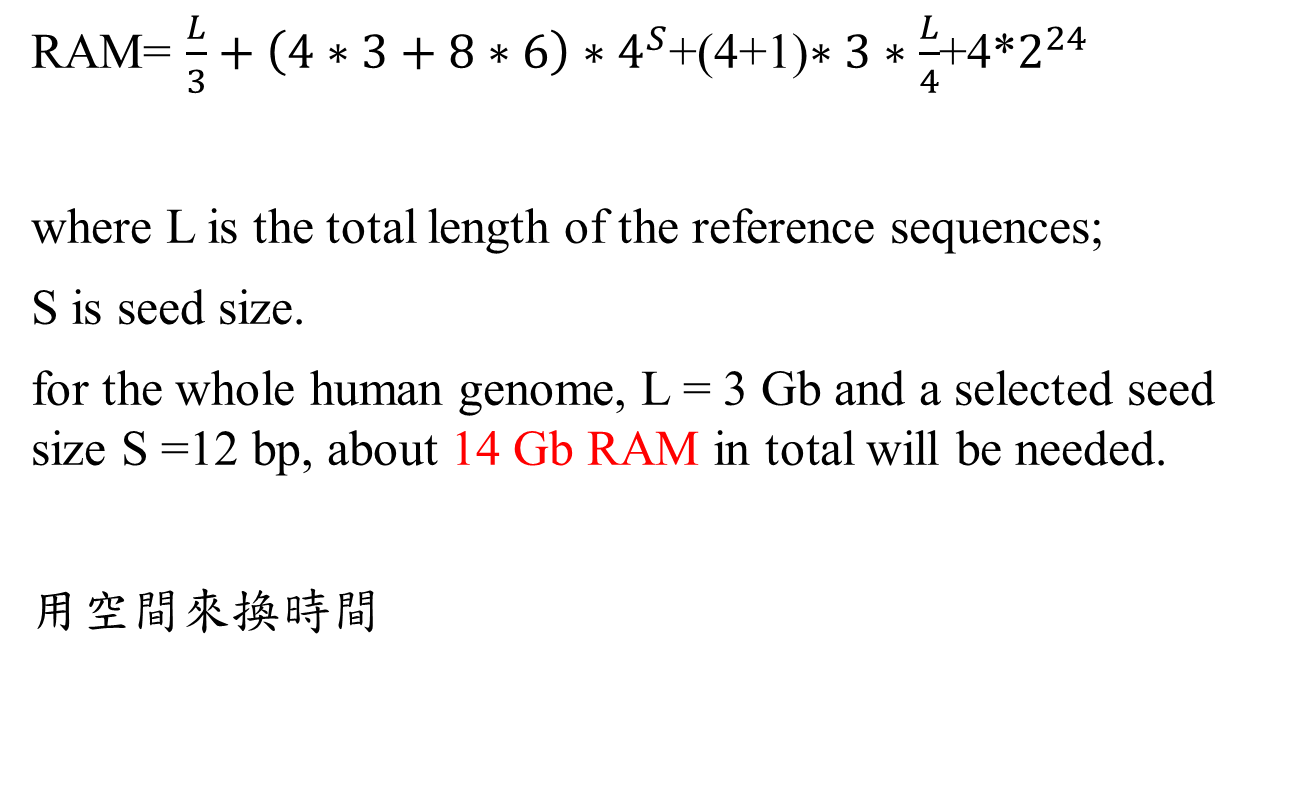 RAM= \frac{L}{3} + (4 * 3 + 8 * 6) * 4^S+(4+1)* 3 * \frac{L}{4}+4*2^{24}
where L is the total length of the reference sequences;
S is seed size.
for the whole human genome, L = 3 Gb and a selected seed
size S =12 bp, about 14 Gb RAM in total will be needed.
用空間來換時間